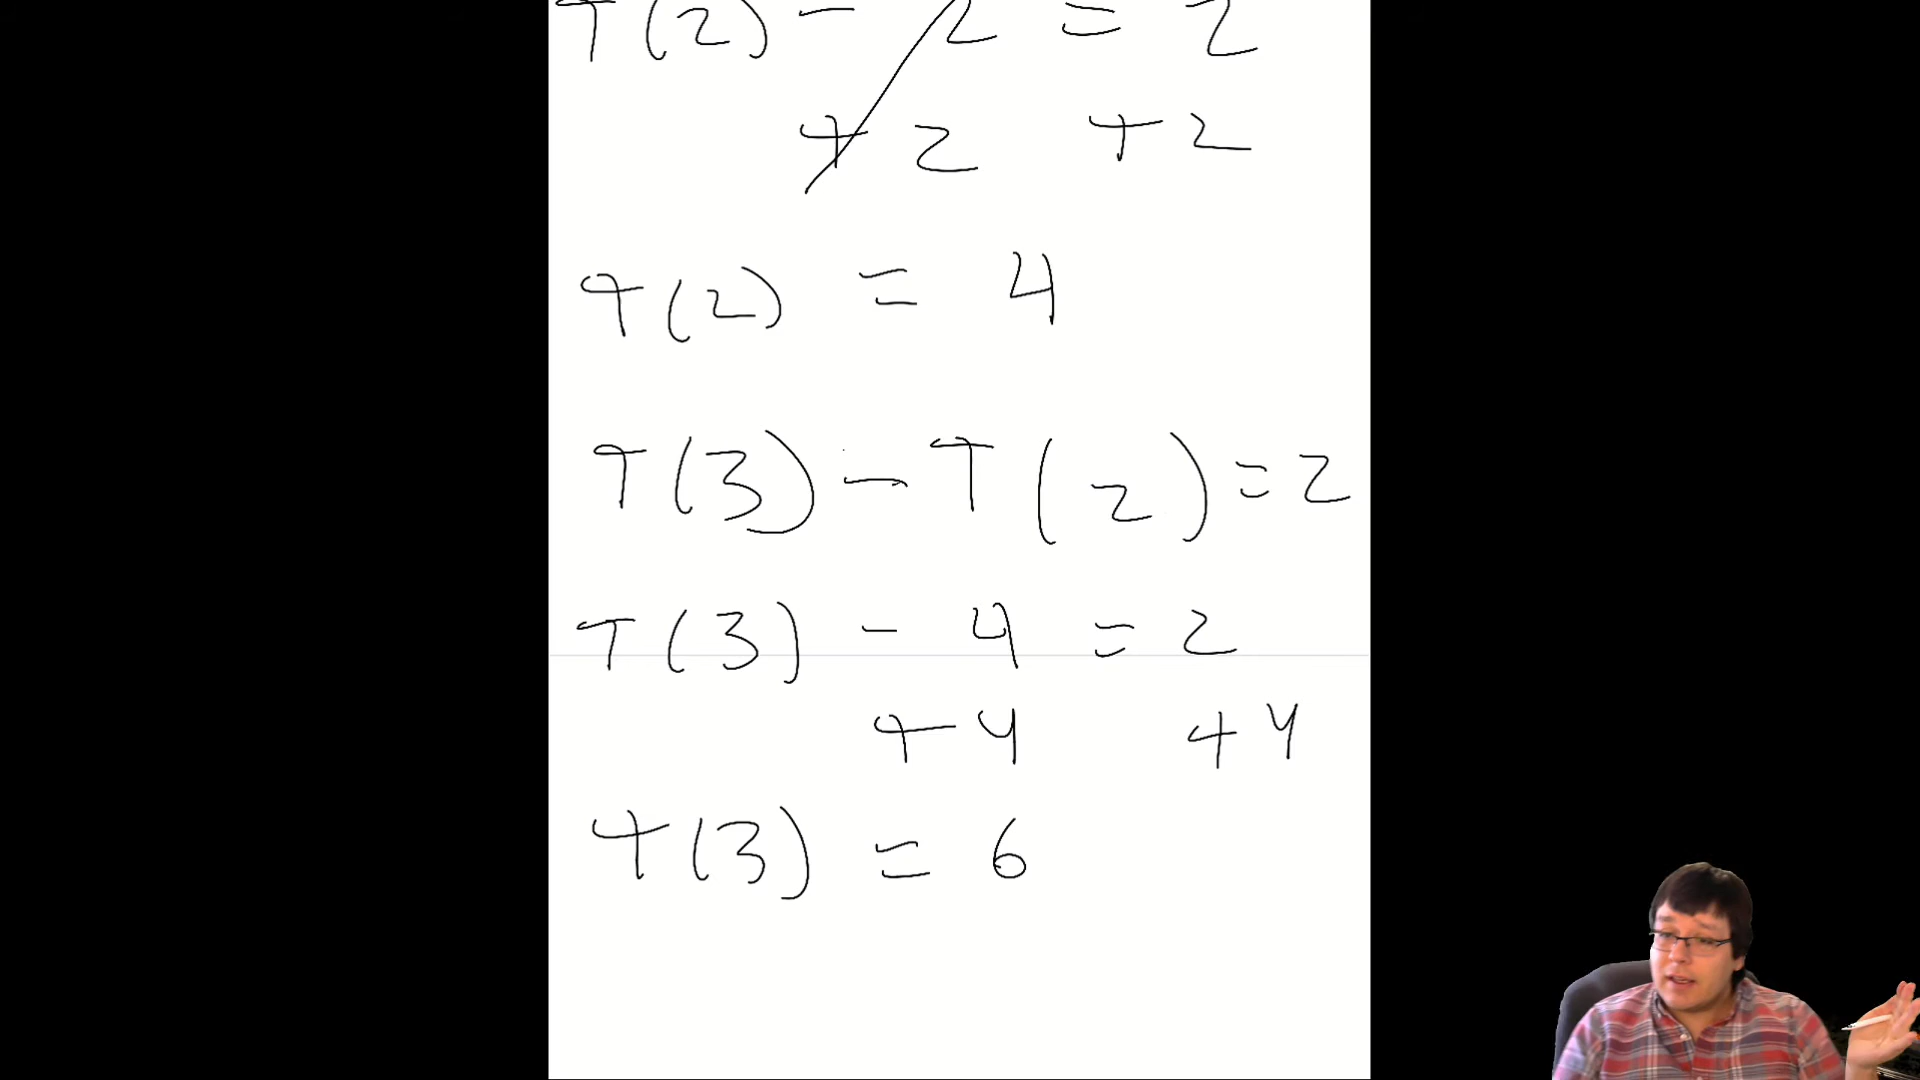 T(2) - 2 = 2
+ 2 + 2
T(2) = 4
T(3) - T(2) = 2
T(3) - 4 = 2
+ 4 + 4
T(3) = 6